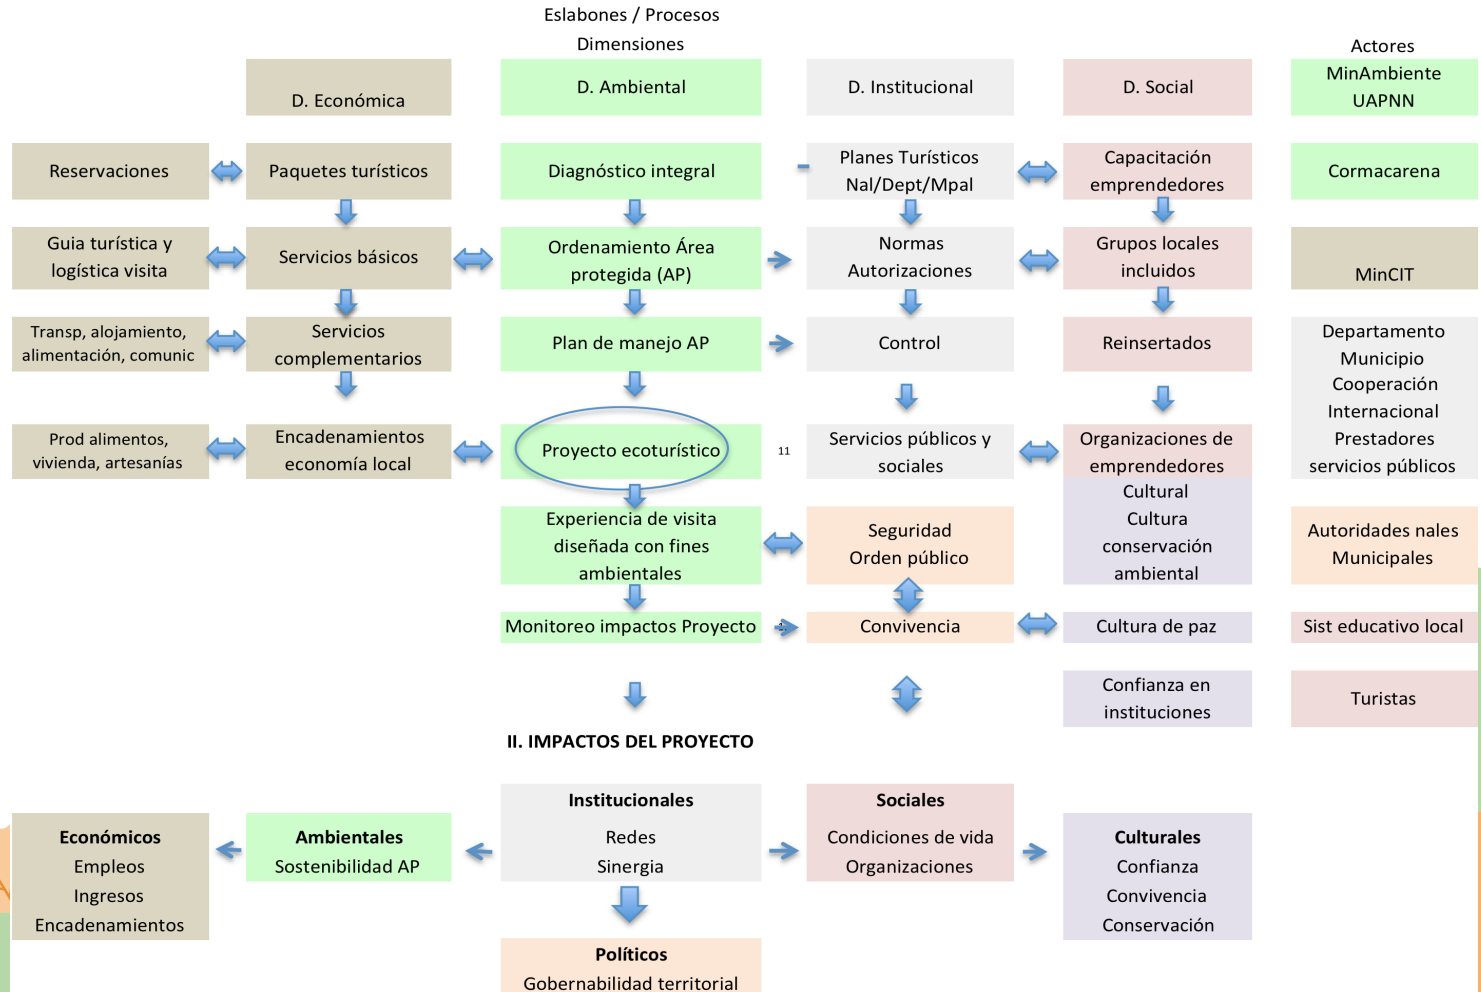 Eslabones / Procesos
Dimensiones
Actores
D. Económica
D. Ambiental
D. Institucional
D. Social
MinAmbiente
UAPNN
Reservaciones
Paquetes turísticos
Diagnóstico integral
Planes Turísticos
Nal/Dept/Mpal
Capacitación
emprendedores
Cormacarena
Guia turística y
logística visita
Servicios básicos
Ordenamiento Área
protegida (AP)
Normas
Autorizaciones
Grupos locales
incluidos
MinCIT
Transp, alojamiento,
alimentación, comunic
Servicios
complementarios
Plan de manejo AP
Control
Reinsertados
Departamento
Municipio
Cooperación
Internacional
Prestadores
servicios públicos
Prod alimentos,
vivienda, artesanías
Encadenamientos
economía local
Proyecto ecoturístico
11
Servicios públicos y
sociales
Organizaciones de
emprendedores
Cultural
Cultura
conservación
ambiental
Experiencia de visita
diseñada con fines
ambientales
Seguridad
Orden público
Autoridades nales
Municipales
Monitoreo impactos Proyecto
Convivencia
Cultura de paz
Sist educativo local
Confianza en
instituciones
Turistas
II. IMPACTOS DEL PROYECTO
Económicos
Empleos
Ingresos
Encadenamientos
Ambientales
Sostenibilidad AP
Institucionales
Redes
Sinergia
Sociales
Condiciones de vida
Organizaciones
Culturales
Confianza
Convivencia
Conservación
Políticos
Gobernabilidad territorial